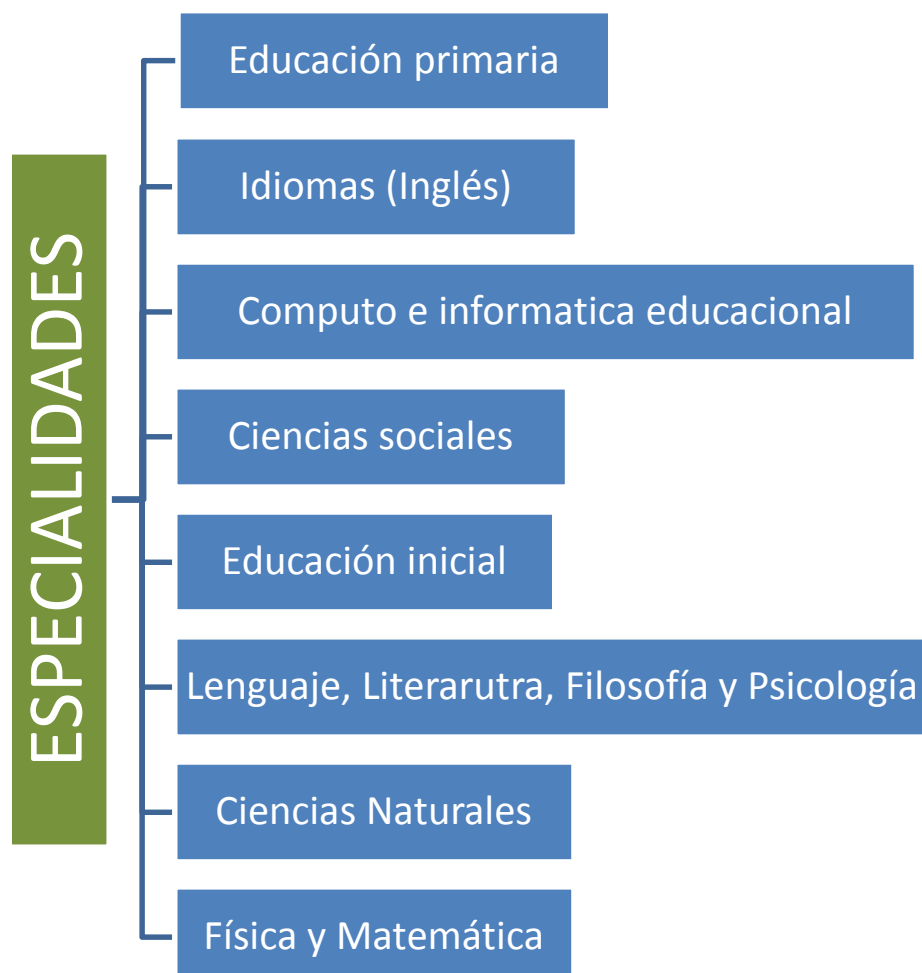 ESPECIALIDADES
Educación primaria
Idiomas (Inglés)
Computo e informatica educacional
Ciencias sociales
Educación inicial
Lenguaje, Literarutra, Filosofía y Psicología
Ciencias Naturales
Física y Matemática